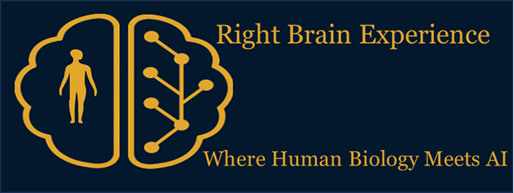 Right Brain Experience
Where Human Biology Meets AI